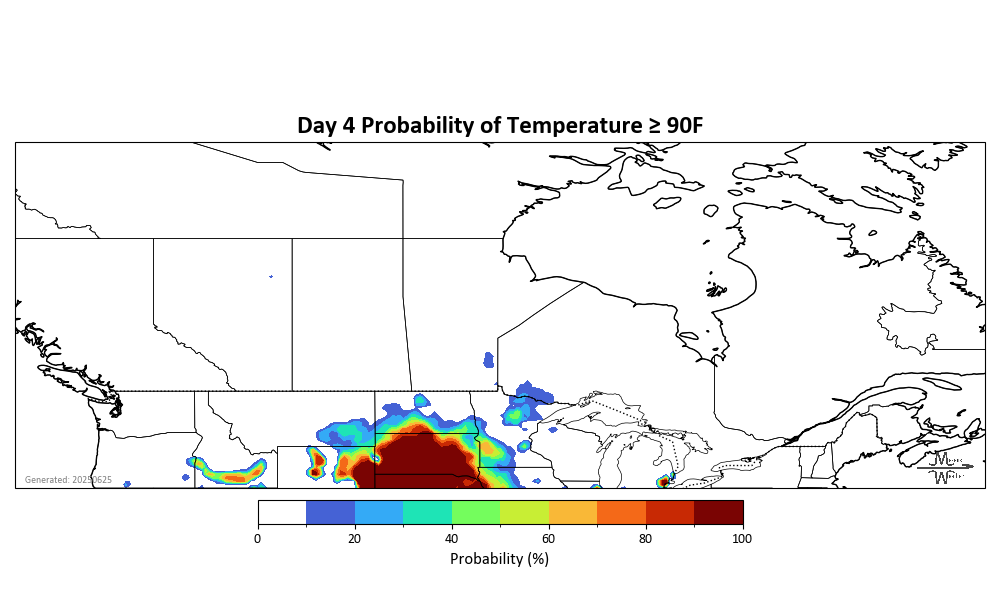 Day 4 Probability of Temperature ≥ 90F
Generated: 20250625
0 20 40 60 80 100
Probability (%)